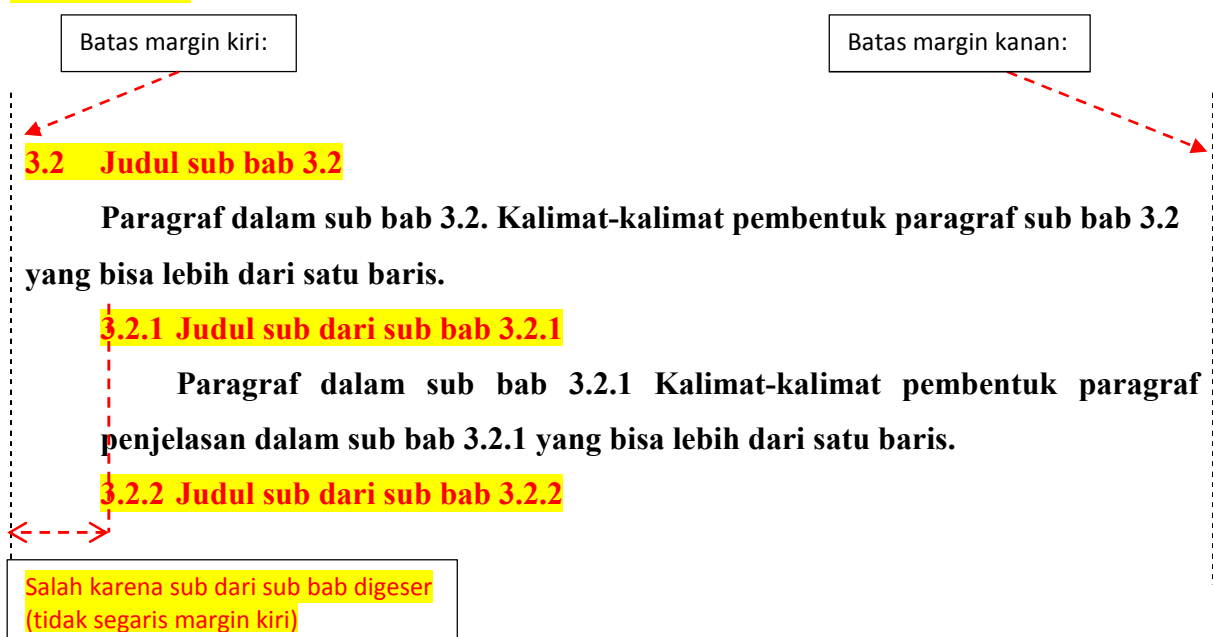 Batas margin kiri:
Batas margin kanan:
3.2 Judul sub bab 3.2
Paragraf dalam sub bab 3.2. Kalimat-kalimat pembentuk paragraf sub bab 3.2
yang bisa lebih dari satu baris.
3.2.1 Judul sub dari sub bab 3.2.1
Paragraf dalam sub bab 3.2.1 Kalimat-kalimat pembentuk paragraf
penjelasan dalam sub bab 3.2.1 yang bisa lebih dari satu baris.
3.2.2 Judul sub dari sub bab 3.2.2
Salah karena sub dari sub bab digeser
(tidak segaris margin kiri)